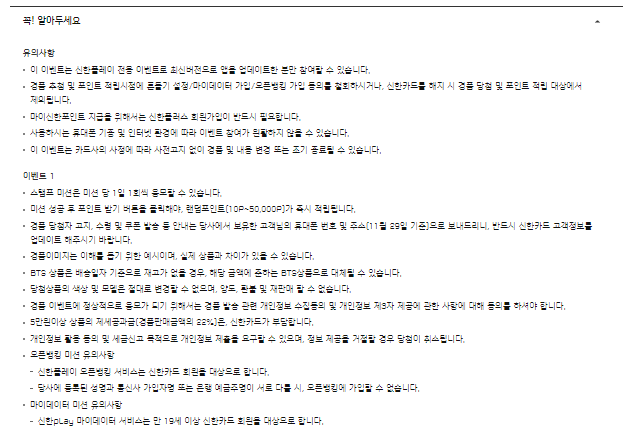 꼭! 알아두세요
유의사항
· 이 이벤트는 신한플레이 전용 이벤트로 최신버전으로 앱을 업데이트한 분만 참여할 수 있습니다.
· 경품 추첨 및 포인트 적립시점에 흔들기 설정/마이데이터 가입/오픈뱅킹 가입 동의를 철회하시거나, 신한카드를 해지 시 경품 당첨 및 포인트 적립 대상에서
제외됩니다.
· 마이신한포인트 지급을 위해서는 신한플러스 회원가입이 반드시 필요합니다.
· 사용하시는 휴대폰 기종 및 인터넷 환경에 따라 이벤트 참여가 원활하지 않을 수 있습니다.
· 이 이벤트는 카드사의 사정에 따라 사전고지 없이 경품 및 내용 변경 또는 조기 종료될 수 있습니다.
이벤트 1
· 스탬프 미션은 미션 당 1일 1회씩 응모할 수 있습니다.
· 미션 성공 후 포인트 받기 버튼을 클릭해야, 랜덤포인트(10P~50,000P)가 즉시 적립됩니다.
· 경품 당첨자 고지, 수령 및 쿠폰 발송 등 안내는 당사에서 보유한 고객님의 휴대폰 번호 및 주소(11월 29일 기준)으로 보내드리니, 반드시 신한카드 고객정보를
업데이트 해주시기 바랍니다.
· 경품이미지는 이해를 돕기 위한 예시이며, 실제 상품과 차이가 있을 수 있습니다.
· BTS 상품은 배송일자 기준으로 재고가 없을 경우, 해당 금액에 준하는 BTS상품으로 대체될 수 있습니다.
· 당첨상품의 색상 및 모델은 절대로 변경할 수 없으며, 양도, 환불 및 재판매 할 수 없습니다.
· 경품 이벤트에 정상적으로 응모가 되기 위해서는 경품 발송 관련 개인정보 수집동의 및 개인정보 제3자 제공에 관한 사항에 대해 동의를 하셔야 합니다.
· 5만원이상 상품의 제세공과금(경품판매금액의 22%)은, 신한카드가 부담합니다.
· 개인정보 활용 동의 및 세금신고 목적으로 개인정보 제출을 요구할 수 있으며, 정보 제공을 거절할 경우 당첨이 취소됩니다.
· 오픈뱅킹 미션 유의사항
- 신한플레이 오픈뱅킹 서비스는 신한카드 회원을 대상으로 합니다.
- 당사에 등록된 성명과 통신사 가입자명 또는 은행 예금주명이 서로 다를 시, 오픈뱅킹에 가입할 수 없습니다.
· 마이데이터 미션 유의사항
- 신한pLay 마이데이터 서비스는 만 19세 이상 신한카드 회원을 대상으로 합니다.